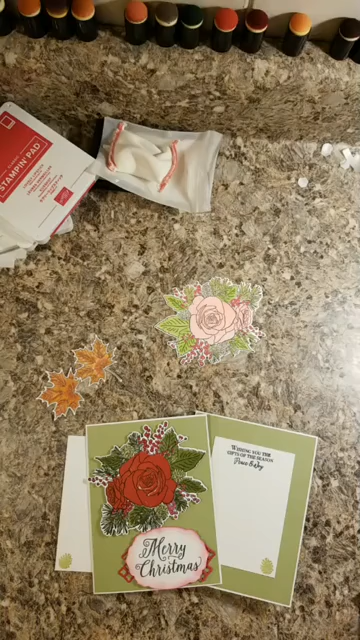 STAMPIN' PAD
WISHING YOU THE
GIFTS OF THE SEASON
Peace & Joy
Merry
Christmas